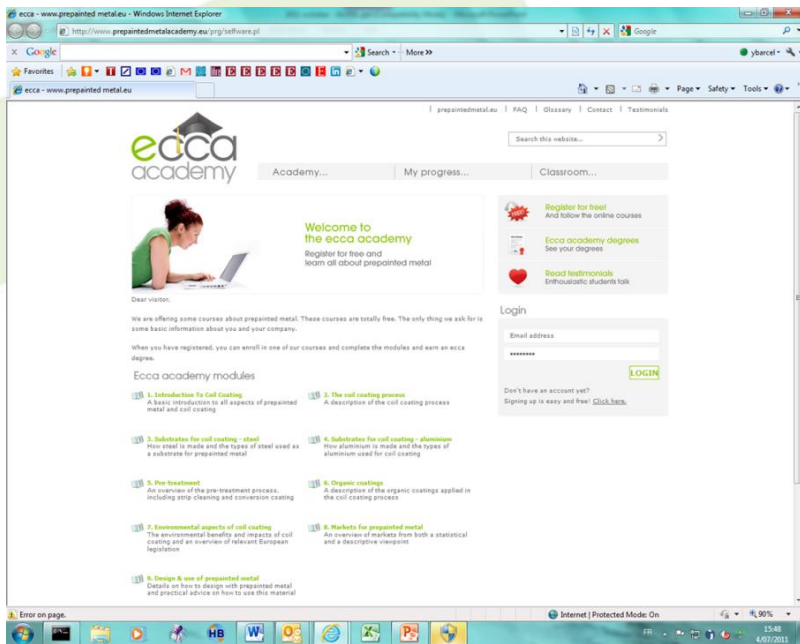 ecca - www.prepainted metal.eu - Windows Internet Explorer
http://www.prepaintedmetalacademy.eu/prg/selfware.pl
Google
x Google
Search
More >>
ybarcel
Favorites
ecca - www.prepainted metal.eu
Page
Safety
Tools
| prepaintedmetal.eu | FAQ | Glossary | Contact | Testimonials
ecca
academy
Search this website...
Academy...
My progress...
Classroom...
Welcome to
the ecca academy
Register for free and
learn all about prepainted metal
Register for free!
And follow the online courses
Ecca academy degrees
See your degrees
Read testimonials
Enthousiastic students talk
Dear visitor,
We are offering some courses about prepainted metal. These courses are totally free. The only thing we ask for is
some basic information about you and your company.
When you have registered, you can enroll in one of our courses and complete the modules and earn an ecca
degree.
Login
Email address
••••••••
LOGIN
Don't have an account yet?
Signing up is easy and free! Click here.
Ecca academy modules
1. Introduction To Coil Coating
A basic introduction to all aspects of prepainted
metal and coil coating
2. The coil coating process
A description of the coil coating process
3. Substrates for coil coating - steel
How steel is made and the types of steel used as
a substrate for prepainted metal
4. Substrates for coil coating - aluminium
How aluminium is made and the types of
aluminium used for coil coating
5. Pre-treatment
An overview of the pre-treatment process,
including strip cleaning and conversion coating
6. Organic coatings
A description of the organic coatings applied in
the coil coating process
7. Environmental aspects of coil coating
The environmental benefits and impacts of coil
coating and an overview of relevant European
legislation
8. Markets for prepainted metal
An overview of markets from both a statistical
and a descriptive viewpoint
9. Design & use of prepainted metal
Details on how to design with prepainted metal
and practical advice on how to use this material
Error on page.
Internet | Protected Mode: On
90%
HB
FR
15:48
4/07/2011